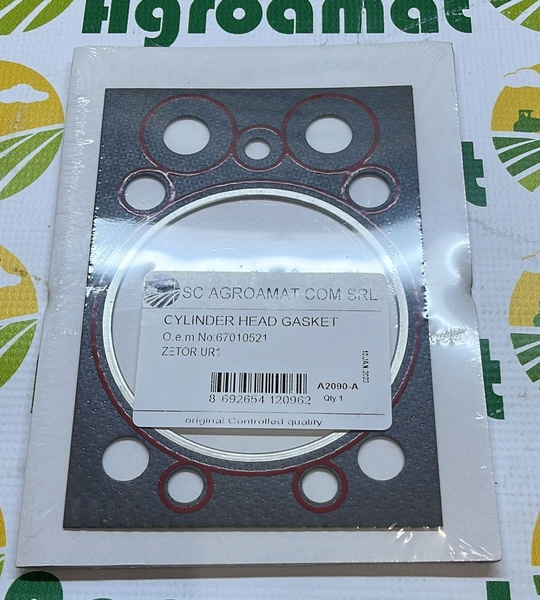 Agroamat
SC AGROAMAT COM SRL
CYLINDER HEAD GASKET
O.e.m No:67010521
ZETOR UR1
A2090-A
8 692654 120962
Qty 1
original Controlled quality